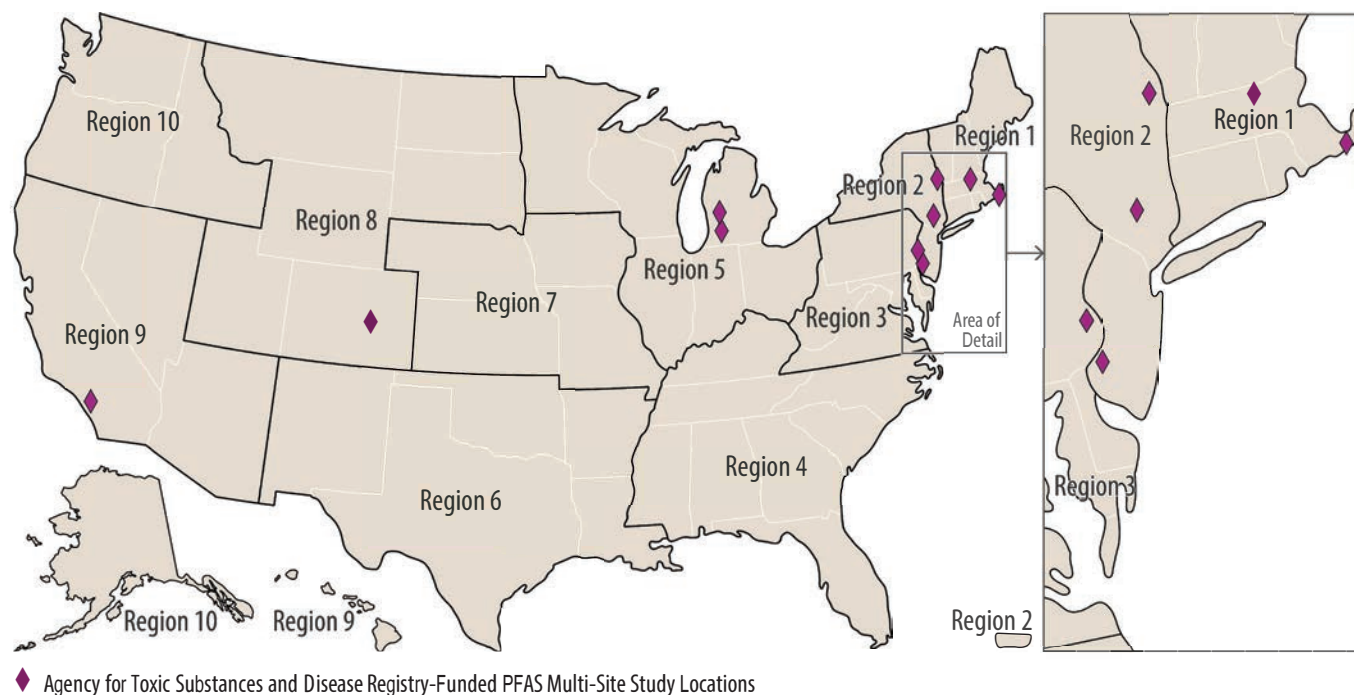 Region 10
Region 1
Region 2
Region 8
Region 5
Region 7
Region 9
Region 3
Area of
Detail
Region 4
Region 6
Region 10
Region 9
Region 2
Region 2
Region 1
Region 3
Agency for Toxic Substances and Disease Registry-Funded PFAS Multi-Site Study Locations